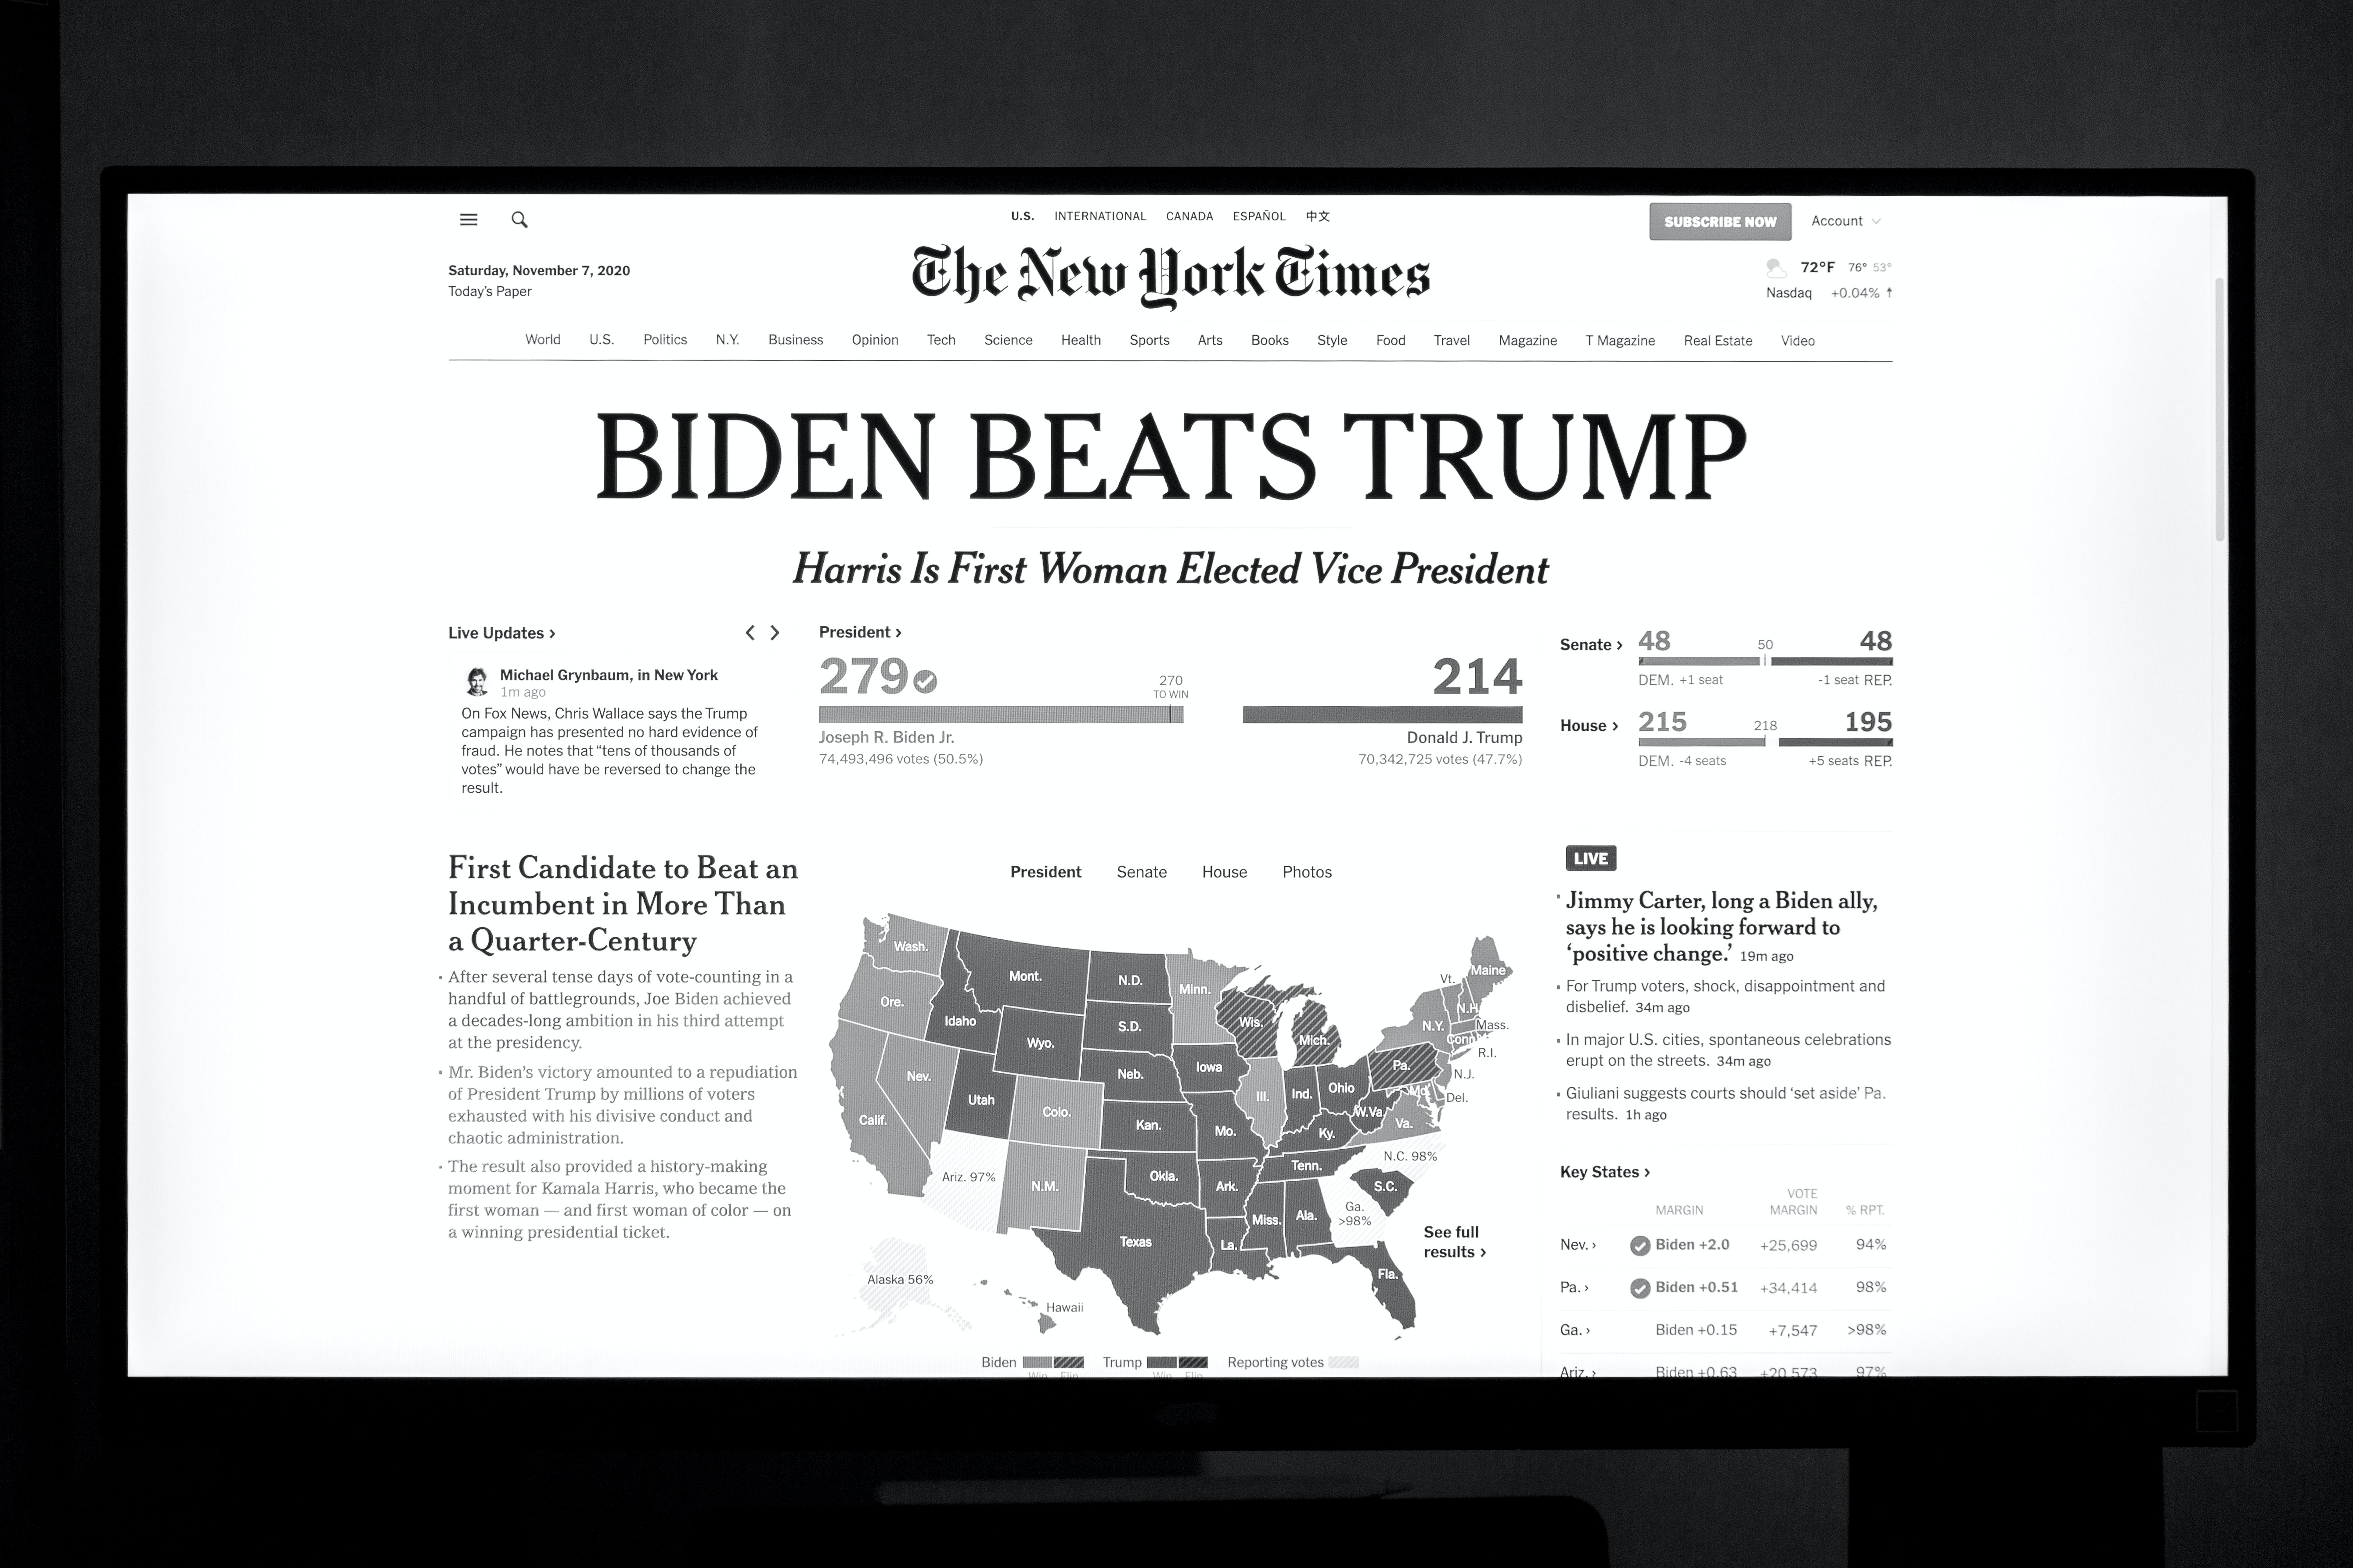 U.S. INTERNATIONAL CANADA ESPAÑOL 中文
SUBSCRIBE NOW
Account
Saturday, November 7, 2020
Today's Paper
The New York Times
72°F 76° 53°
Nasdaq +0.04% ↑
World U.S. Politics N.Y. Business Opinion Tech Science Health Sports Arts Books Style Food Travel Magazine T Magazine Real Estate Video
BIDEN BEATS TRUMP
Harris Is First Woman Elected Vice President
Live Updates ›
Michael Grynbaum, in New York
1m ago
On Fox News, Chris Wallace says the Trump
campaign has presented no hard evidence of
fraud. He notes that “tens of thousands of
votes” would have be reversed to change the
result.
President ›
279
270
TO WIN
214
Joseph R. Biden Jr.
Donald J. Trump
74,493,496 votes (50.5%)
70,342,725 votes (47.7%)
Senate › 48 50 48
DEM. +1 seat -1 seat REP.
House › 215 218 195
DEM. -4 seats +5 seats REP.
First Candidate to Beat an
Incumbent in More Than
a Quarter-Century
After several tense days of vote-counting in a
handful of battlegrounds, Joe Biden achieved
a decades-long ambition in his third attempt
at the presidency.
Mr. Biden's victory amounted to a repudiation
of President Trump by millions of voters
exhausted with his divisive conduct and
chaotic administration.
The result also provided a history-making
moment for Kamala Harris, who became the
first woman — and first woman of color — on
a winning presidential ticket.
President Senate House Photos
Wash.
Ore.
Calif.
Nev.
Idaho
Mont.
Wyo.
Utah
Colo.
Ariz. 97%
N.M.
N.D.
S.D.
Neb.
Kan.
Okla.
Texas
Minn.
Iowa
Mo.
Ark.
La.
Wis.
Ill.
Mich.
Ind.
Ohio
Ky.
Tenn.
Miss.
Ala.
Ga.
>98%
Fla.
S.C.
N.C. 98%
Va.
W.Va.
Md.
Del.
Pa.
N.J.
N.Y.
Conn.
R.I.
Mass.
Vt.
N.H.
Maine
Alaska 56%
Hawaii
See full
results ›
Biden Trump Reporting votes
Win Flip Win Flip
LIVE
Jimmy Carter, long a Biden ally,
says he is looking forward to
‘positive change.’ 19m ago
For Trump voters, shock, disappointment and
disbelief. 34m ago
In major U.S. cities, spontaneous celebrations
erupt on the streets. 34m ago
Giuliani suggests courts should ‘set aside’ Pa.
results. 1h ago
Key States ›
MARGIN VOTE MARGIN % RPT.
Nev. › Biden +2.0 +25,699 94%
Pa. › Biden +0.51 +34,414 98%
Ga. › Biden +0.15 +7,547 >98%
Ariz. › Biden +0.63 +20,573 97%